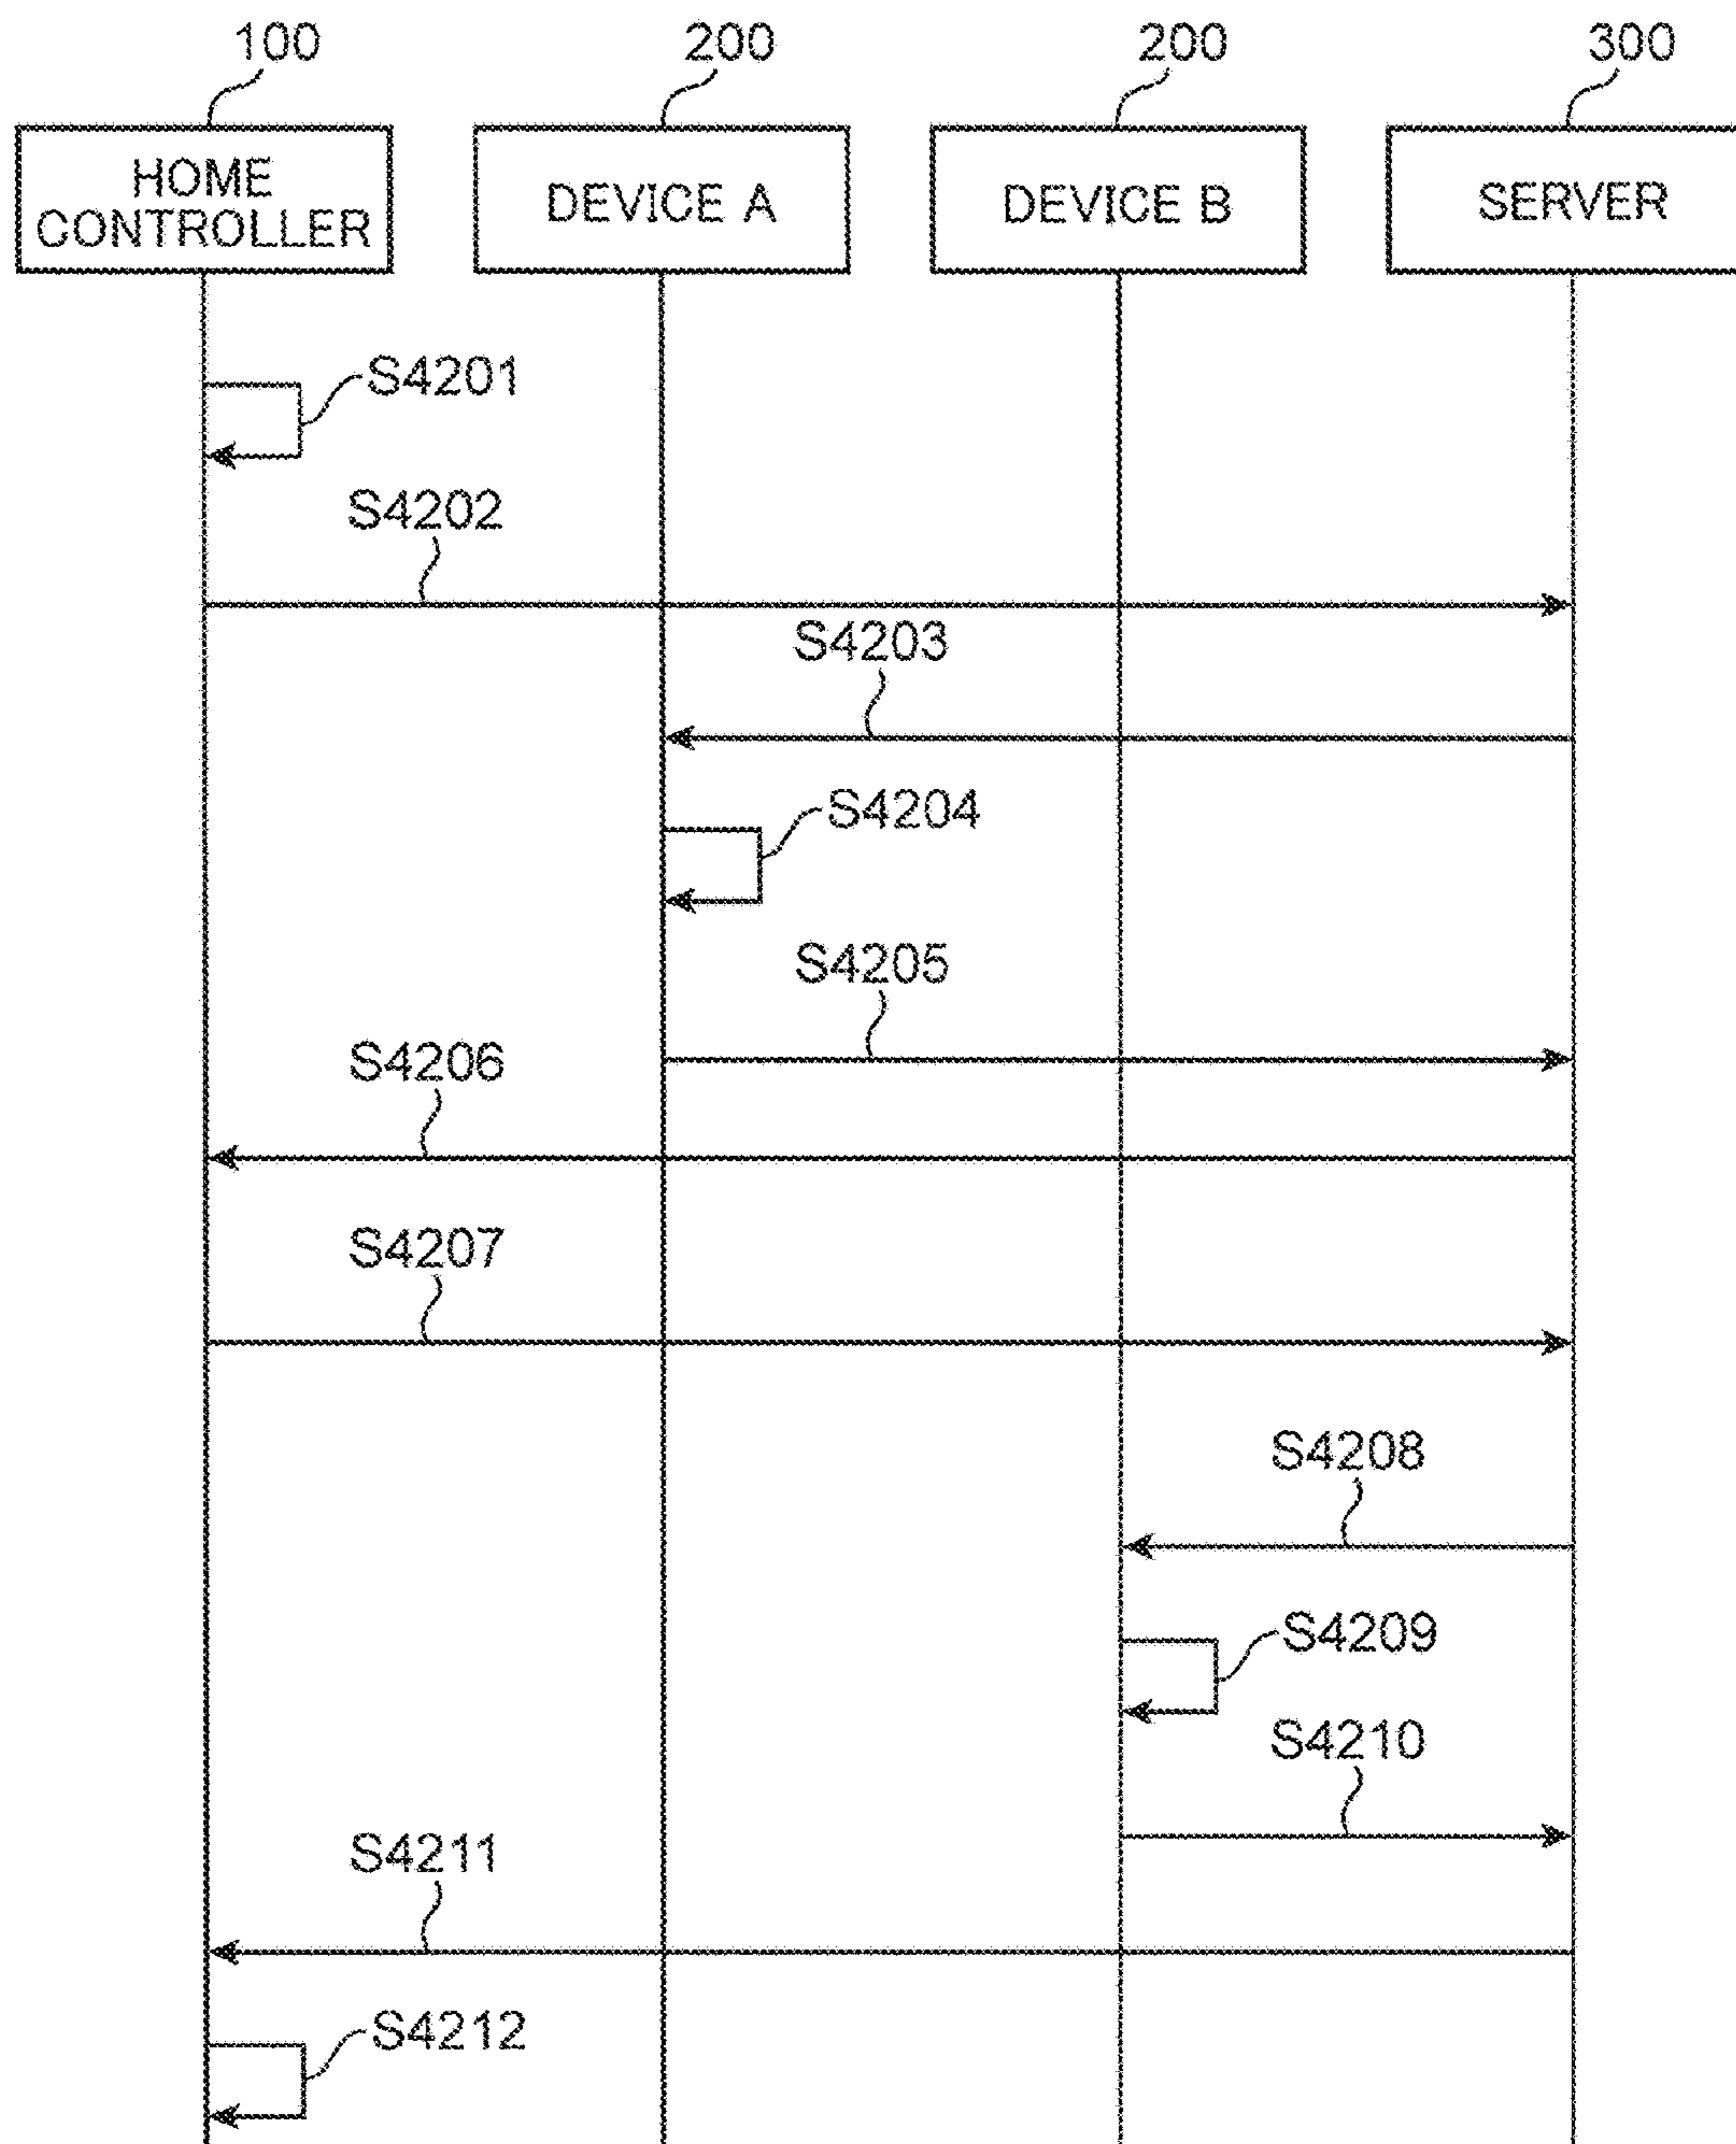 100
200
200
300
HOME
CONTROLLER
DEVICE A
DEVICE B
SERVER
S4201
S4202
S4203
S4204
S4205
S4206
S4207
S4208
S4209
S4210
S4211
S4212